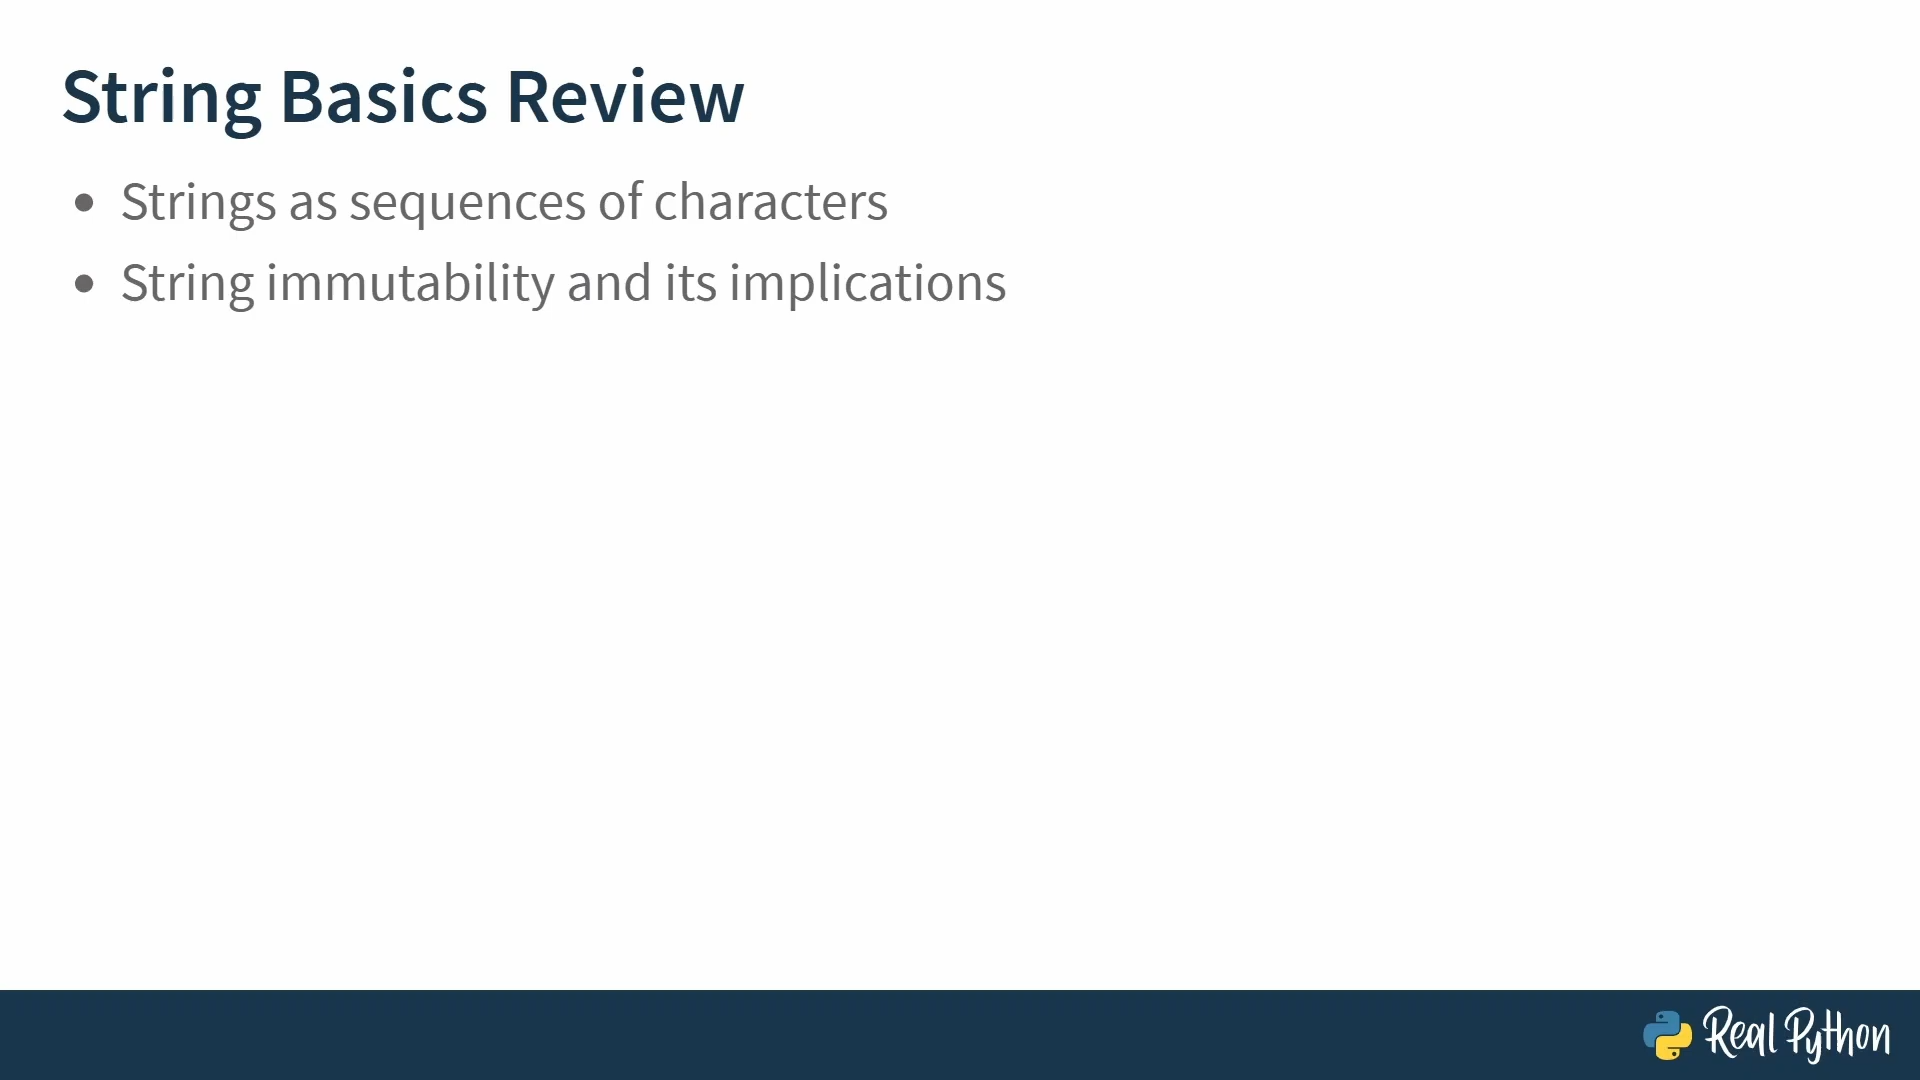 String Basics Review
• Strings as sequences of characters
• String immutability and its implications
Real Python